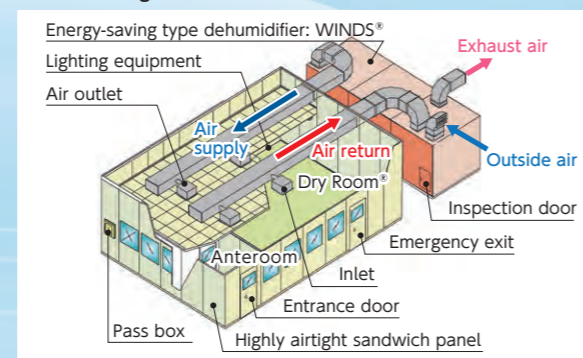 Energy-saving type dehumidifier: WINDS®
Exhaust air
Lighting equipment
Air outlet
Air
supply
Air return
Outside air
Dry Room®
Inspection door
Emergency exit
Anteroom
Inlet
Entrance door
Pass box
Highly airtight sandwich panel